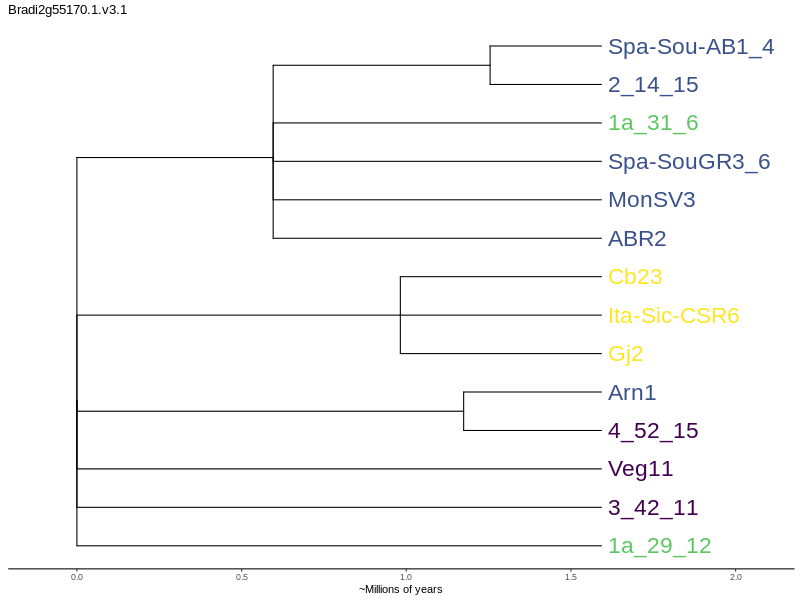 Bradi2g55170.1.v3.1
Spa-Sou-AB1_4
2_14_15
1a_31_6
Spa-SouGR3_6
MonSV3
ABR2
Cb23
Ita-Sic-CSR6
Gj2
Arn1
4_52_15
Veg11
3_42_11
1a_29_12
0.0 0.5 1.0 1.5 2.0
~Millions of years